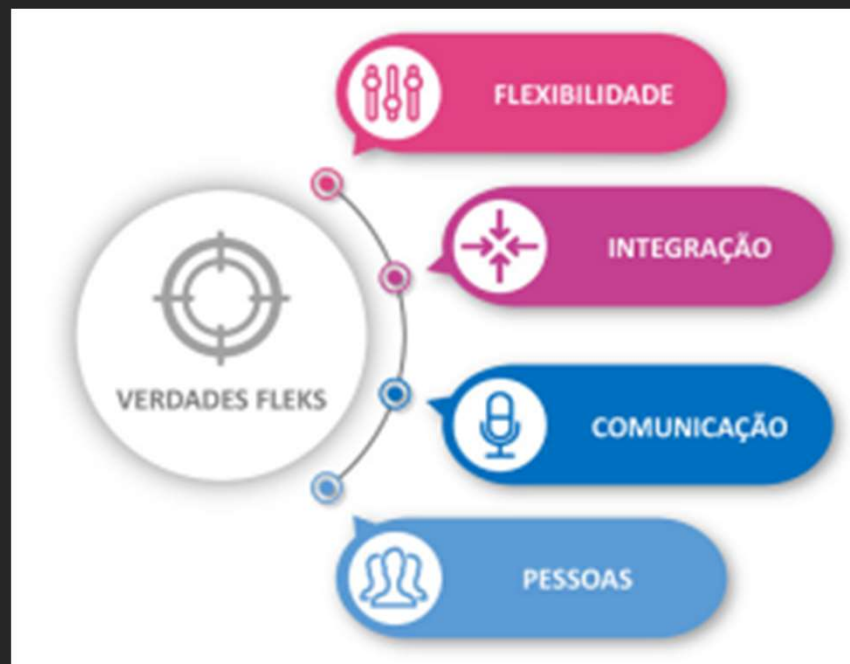 FLEXIBILIDADE
INTEGRAÇÃO
VERDADES FLEKS
COMUNICAÇÃO
PESSOAS